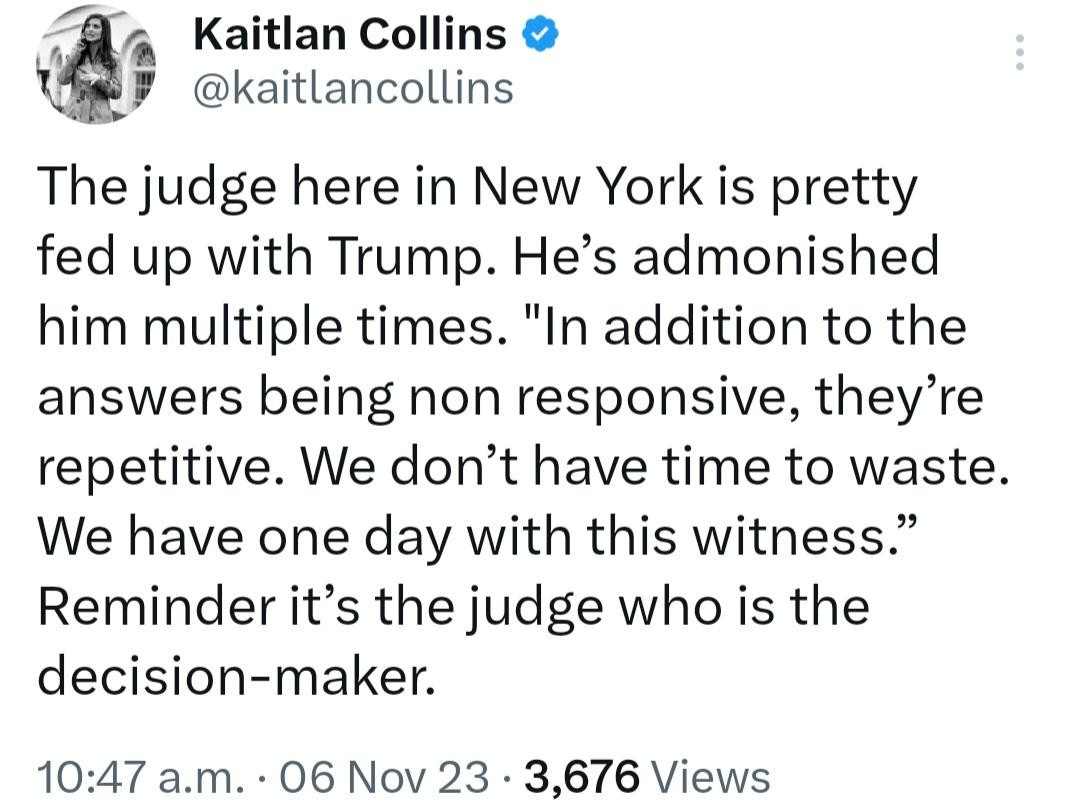 Kaitlan Collins
@kaitlancollins
The judge here in New York is pretty
fed up with Trump. He’s admonished
him multiple times. "In addition to the
answers being non responsive, they’re
repetitive. We don’t have time to waste.
We have one day with this witness.”
Reminder it’s the judge who is the
decision-maker.
10:47 a.m. · 06 Nov 23 · 3,676 Views